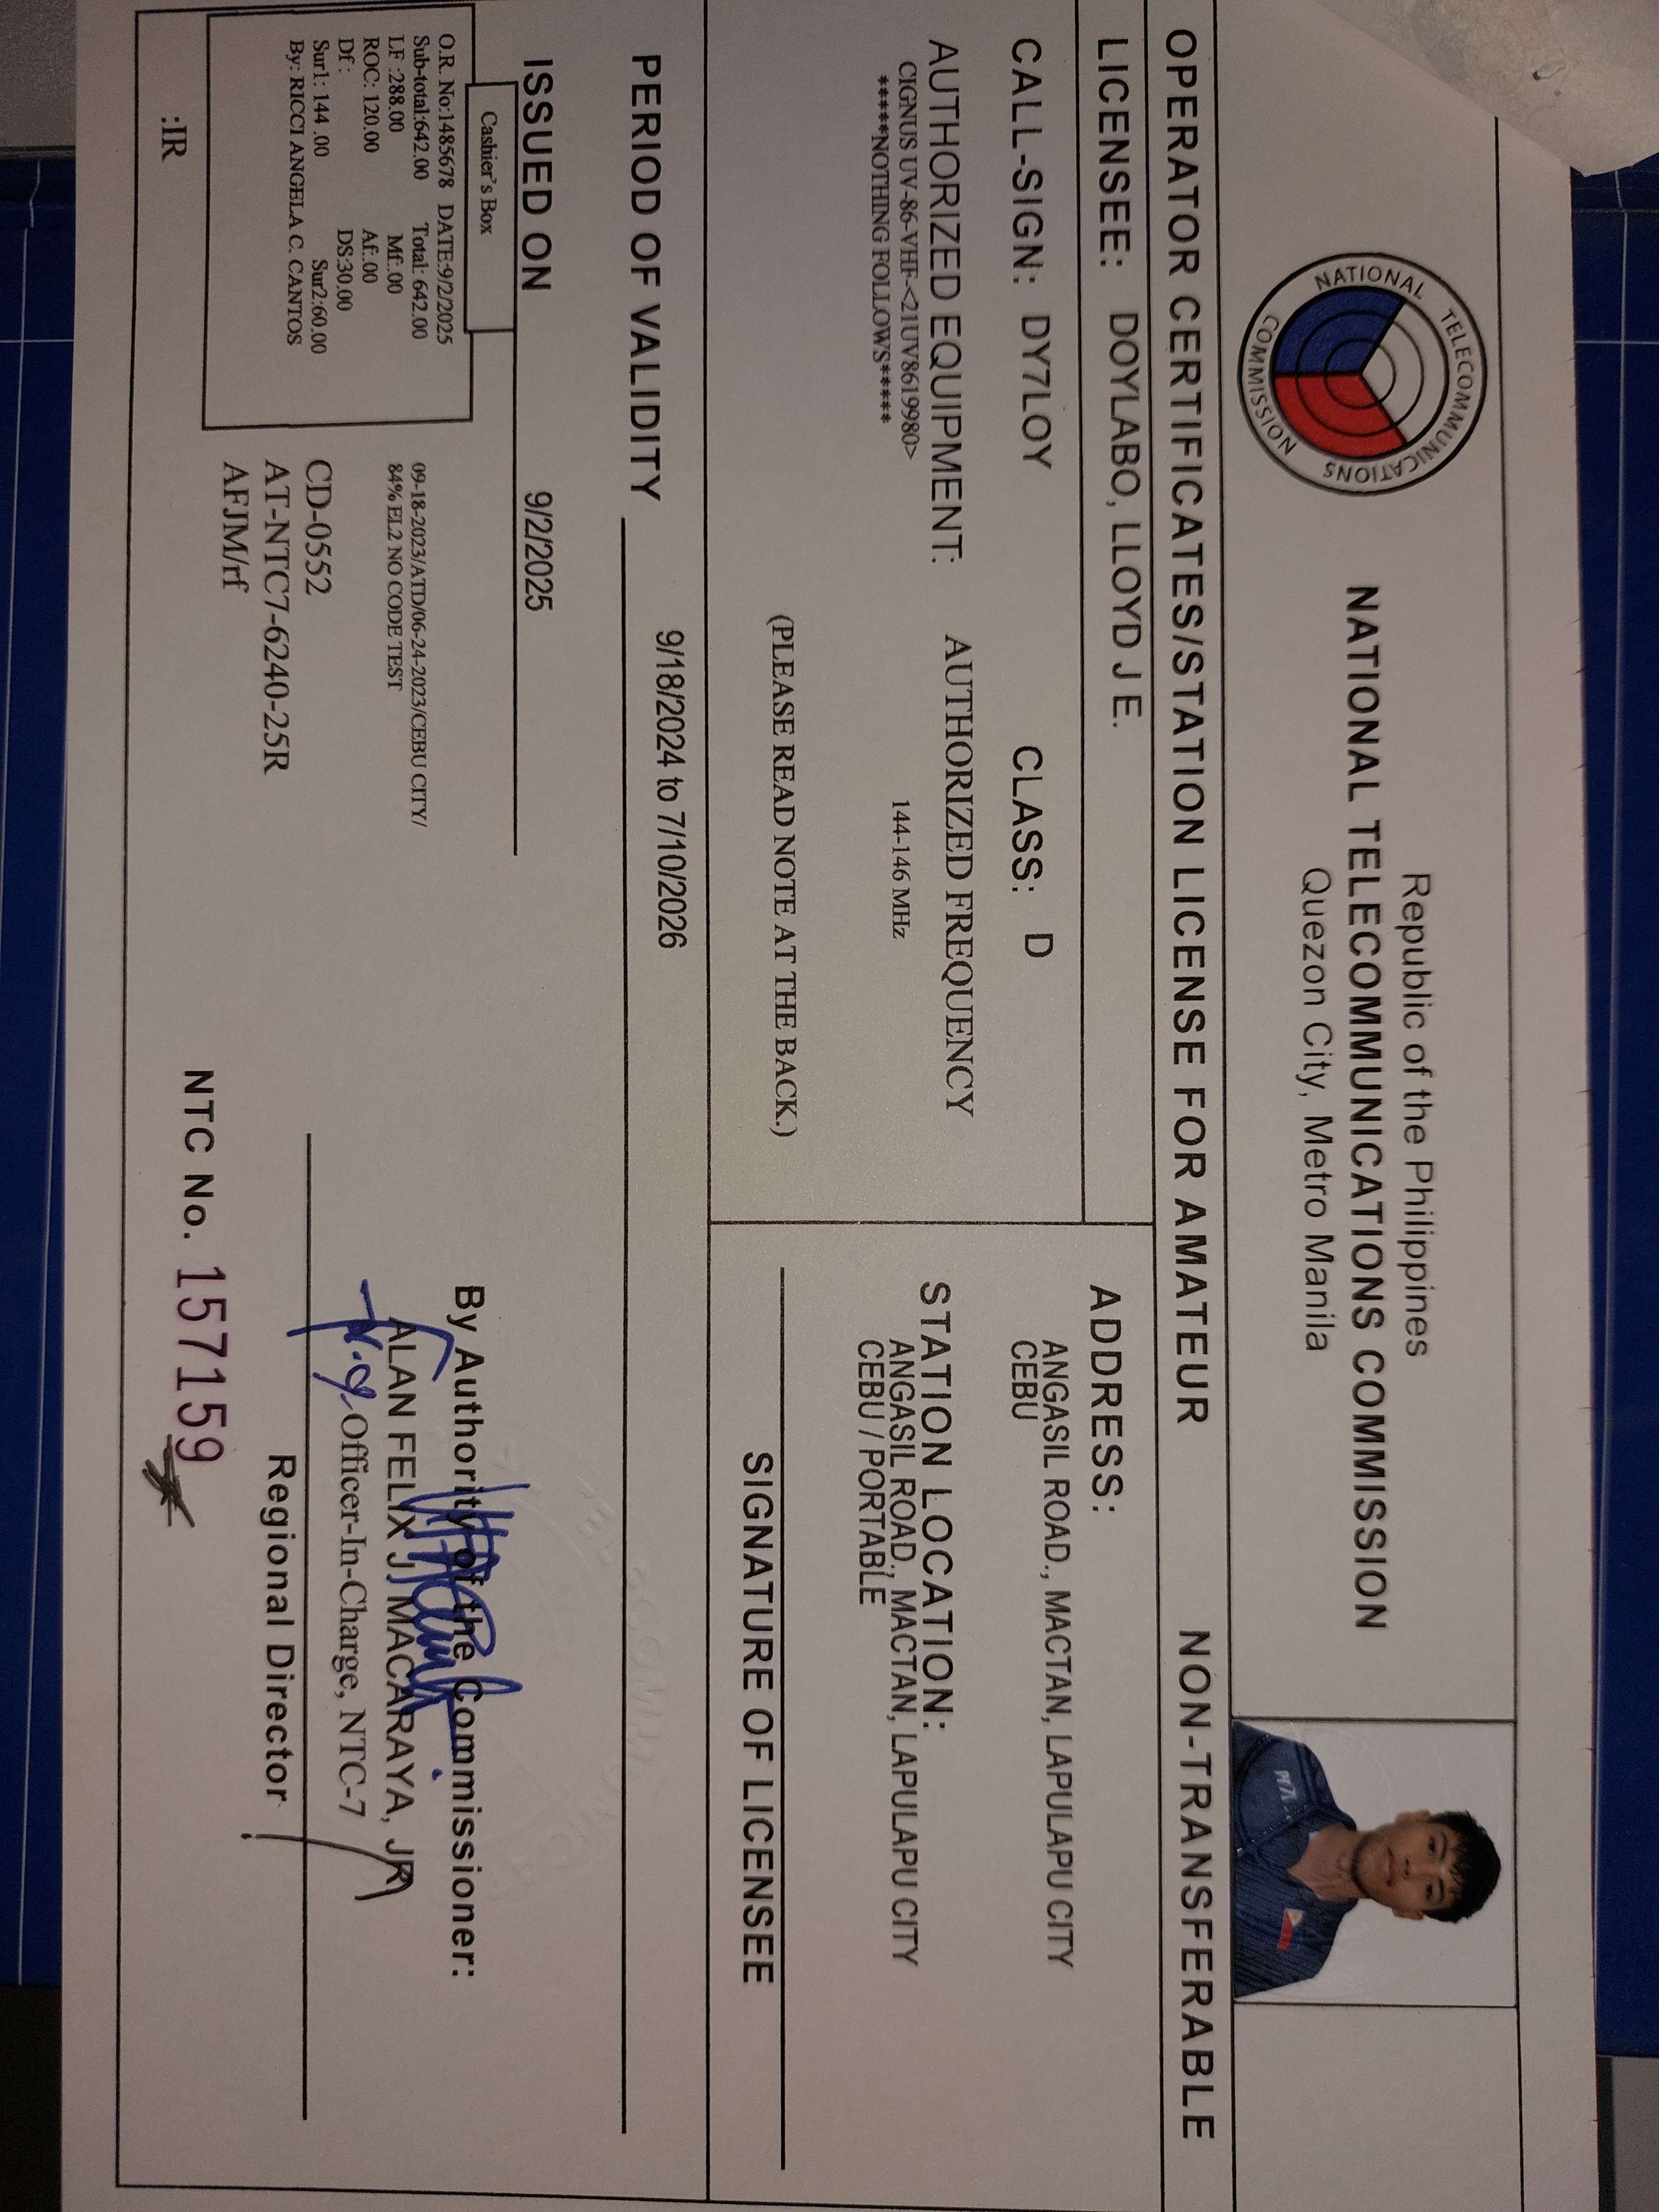 NATIONAL TELECOMMUNICATIONS COMMISSION
Republic of the Philippines
NATIONAL TELECOMMUNICATIONS COMMISSION
Quezon City, Metro Manila
OPERATOR CERTIFICATES/STATION LICENSE FOR AMATEUR NON-TRANSFERABLE
LICENSEE: DOYLABO, LLOYD J E.
CALL-SIGN: DY7LOY CLASS: D
AUTHORIZED EQUIPMENT: AUTHORIZED FREQUENCY
CIGNUS UV-86-VHF-<21UV8619980> 144-146 MHz
*****NOTHING FOLLOWS*****
(PLEASE READ NOTE AT THE BACK.)
ADDRESS:
ANGASIL ROAD., MACTAN, LAPULAPU CITY
CEBU
STATION LOCATION:
ANGASIL ROAD., MACTAN, LAPULAPU CITY
CEBU / PORTABLE
SIGNATURE OF LICENSEE
PERIOD OF VALIDITY 9/18/2024 to 7/10/2026
ISSUED ON 9/2/2025
Cashier's Box
O.R. No:1485678 DATE:9/2/2025
Sub-total:642.00 Total: 642.00
LF :288.00 Mf:.00
ROC: 120.00 Af:.00
Df : DS:30.00
Sur1: 144 .00 Sur2:60.00
By: RICCI ANGELA C. CANTOS
:IR
09-18-2023/ATD/06-24-2023/CEBU CITY/
84% EL2 NO CODE TEST
CD-0552
AT-NTC7-6240-25R
AFJM/rf
By Authority of the Commissioner:
ALAN FELIX J. MACARAYA, JR
Officer-In-Charge, NTC-7
Regional Director
NTC No. 157159